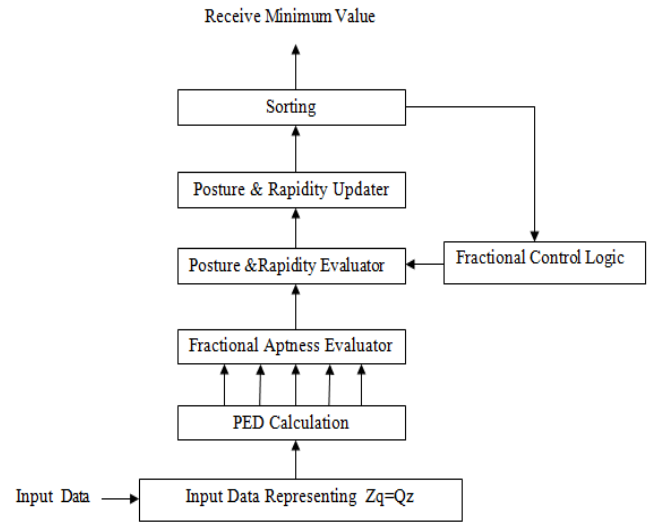 Receive Minimum Value
Sorting
Posture & Rapidity Updater
Posture &Rapidity Evaluator
Fractional Control Logic
Fractional Aptness Evaluator
PED Calculation
Input Data
Input Data Representing Zq=Qz